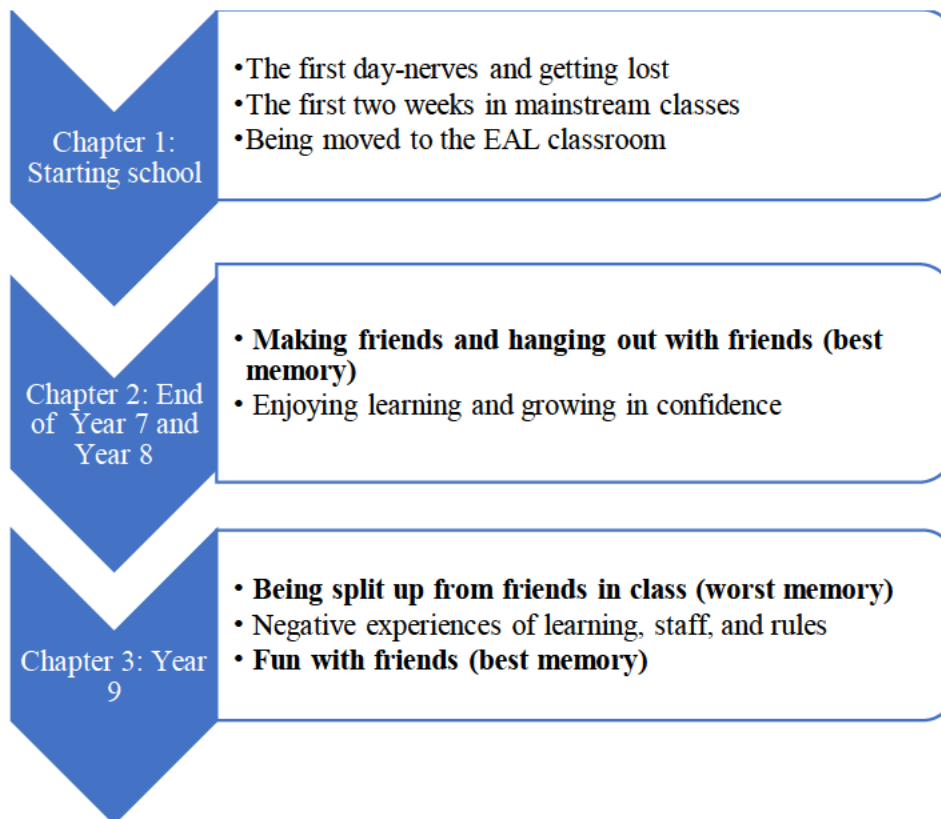 Chapter 1:
Starting school
•The first day-nerves and getting lost
•The first two weeks in mainstream classes
•Being moved to the EAL classroom
Chapter 2: End
of Year 7 and
Year 8
• Making friends and hanging out with friends (best
memory)
• Enjoying learning and growing in confidence
Chapter 3: Year
9
• Being split up from friends in class (worst memory)
• Negative experiences of learning, staff, and rules
• Fun with friends (best memory)